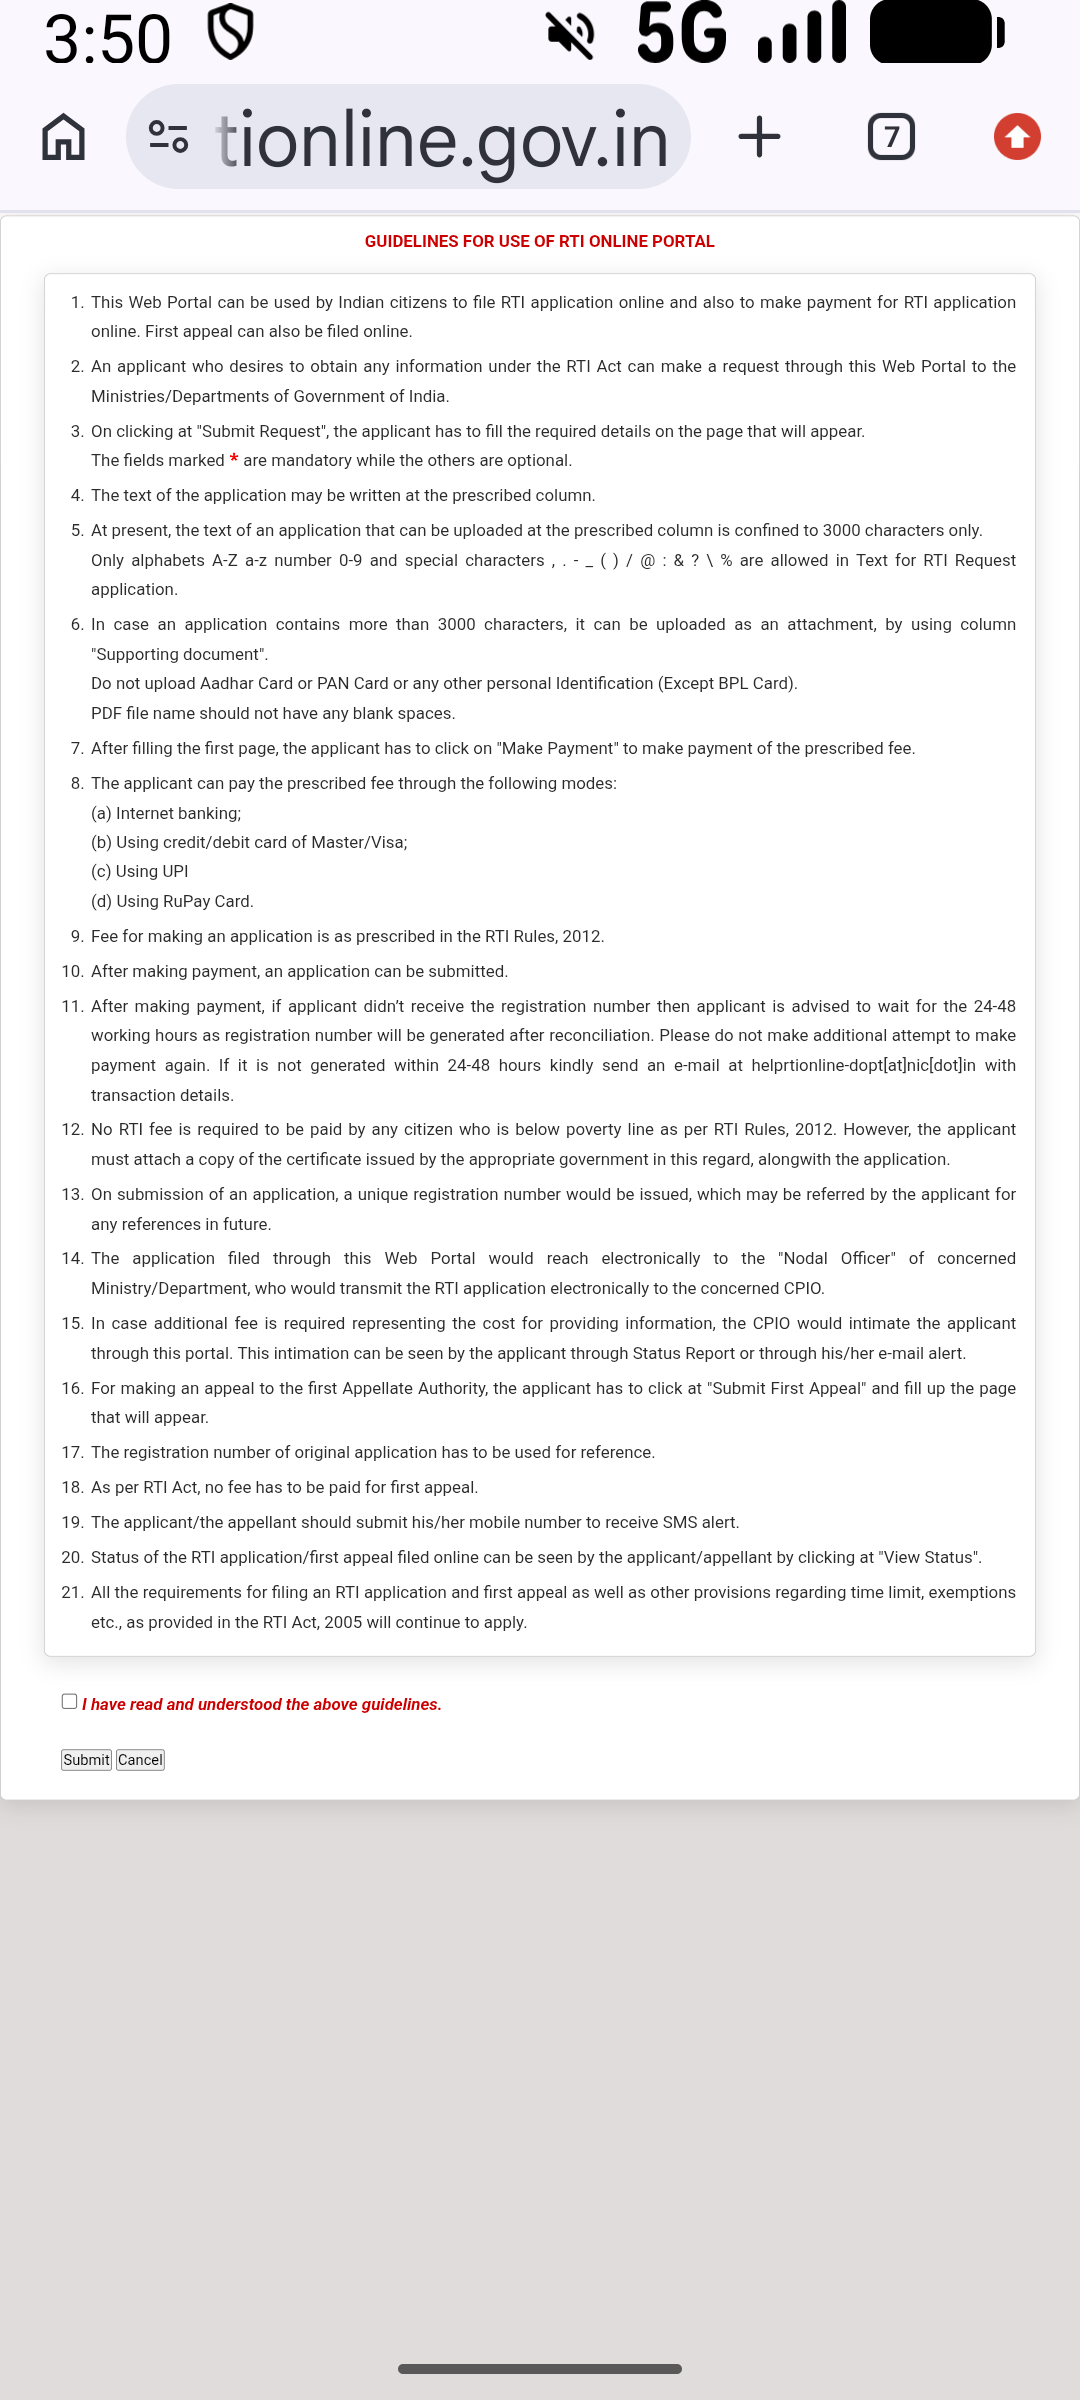 3:50
5G
tionline.gov.in
7
GUIDELINES FOR USE OF RTI ONLINE PORTAL
1. This Web Portal can be used by Indian citizens to file RTI application online and also to make payment for RTI application
online. First appeal can also be filed online.
2. An applicant who desires to obtain any information under the RTI Act can make a request through this Web Portal to the
Ministries/Departments of Government of India.
3. On clicking at "Submit Request", the applicant has to fill the required details on the page that will appear.
The fields marked * are mandatory while the others are optional.
4. The text of the application may be written at the prescribed column.
5. At present, the text of an application that can be uploaded at the prescribed column is confined to 3000 characters only.
Only alphabets A-Z a-z number 0-9 and special characters , . - _ ( ) / @ : & ? \ % are allowed in Text for RTI Request
application.
6. In case an application contains more than 3000 characters, it can be uploaded as an attachment, by using column
"Supporting document".
Do not upload Aadhar Card or PAN Card or any other personal Identification (Except BPL Card).
PDF file name should not have any blank spaces.
7. After filling the first page, the applicant has to click on "Make Payment" to make payment of the prescribed fee.
8. The applicant can pay the prescribed fee through the following modes:
(a) Internet banking;
(b) Using credit/debit card of Master/Visa;
(c) Using UPI
(d) Using RuPay Card.
9. Fee for making an application is as prescribed in the RTI Rules, 2012.
10. After making payment, an application can be submitted.
11. After making payment, if applicant didn’t receive the registration number then applicant is advised to wait for the 24-48
working hours as registration number will be generated after reconciliation. Please do not make additional attempt to make
payment again. If it is not generated within 24-48 hours kindly send an e-mail at helprtionline-dopt[at]nic[dot]in with
transaction details.
12. No RTI fee is required to be paid by any citizen who is below poverty line as per RTI Rules, 2012. However, the applicant
must attach a copy of the certificate issued by the appropriate government in this regard, alongwith the application.
13. On submission of an application, a unique registration number would be issued, which may be referred by the applicant for
any references in future.
14. The application filed through this Web Portal would reach electronically to the "Nodal Officer" of concerned
Ministry/Department, who would transmit the RTI application electronically to the concerned CPIO.
15. In case additional fee is required representing the cost for providing information, the CPIO would intimate the applicant
through this portal. This intimation can be seen by the applicant through Status Report or through his/her e-mail alert.
16. For making an appeal to the first Appellate Authority, the applicant has to click at "Submit First Appeal" and fill up the page
that will appear.
17. The registration number of original application has to be used for reference.
18. As per RTI Act, no fee has to be paid for first appeal.
19. The applicant/the appellant should submit his/her mobile number to receive SMS alert.
20. Status of the RTI application/first appeal filed online can be seen by the applicant/appellant by clicking at "View Status".
21. All the requirements for filing an RTI application and first appeal as well as other provisions regarding time limit, exemptions
etc., as provided in the RTI Act, 2005 will continue to apply.
I have read and understood the above guidelines.
Submit Cancel